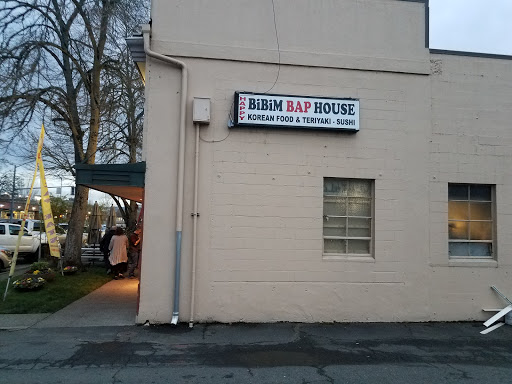 HAPPY
BiBiM BAP HOUSE
KOREAN FOOD & TERIYAKI - SUSHI